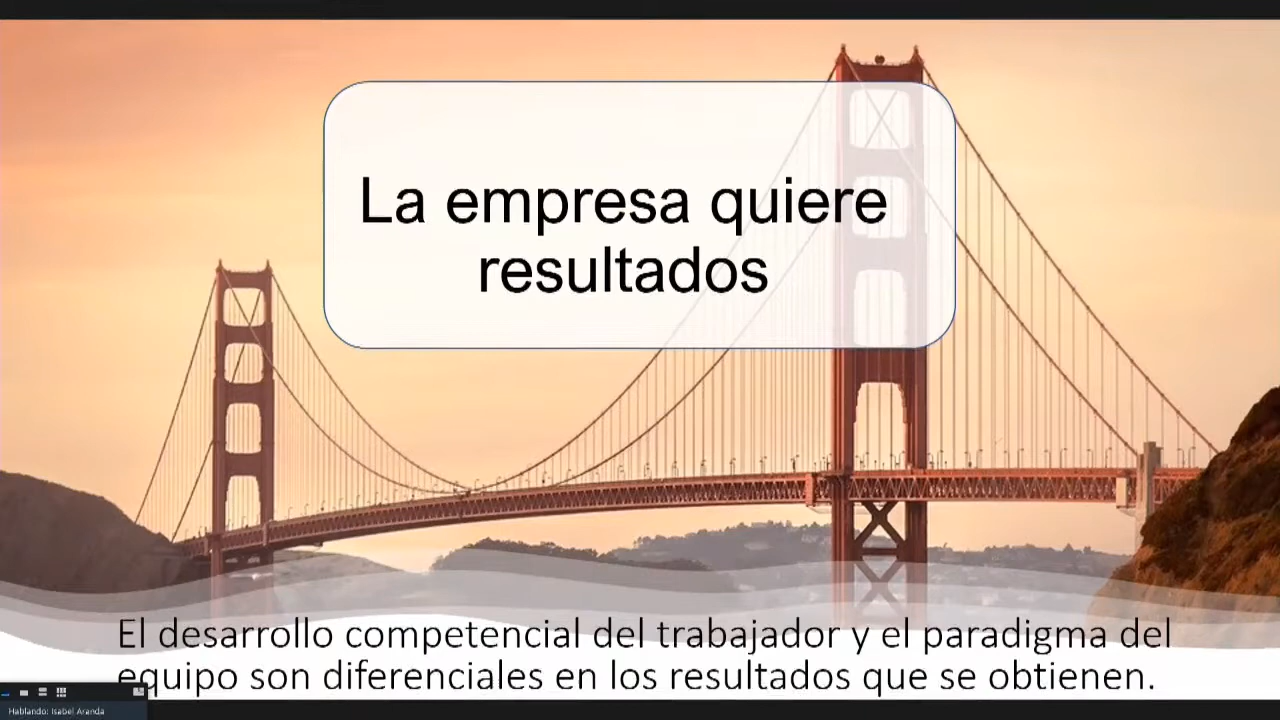 La empresa quiere
resultados
El desarrollo competencial del trabajador y el paradigma del
equipo son diferenciales en los resultados que se obtienen.
Hablando: Isabel Aranda